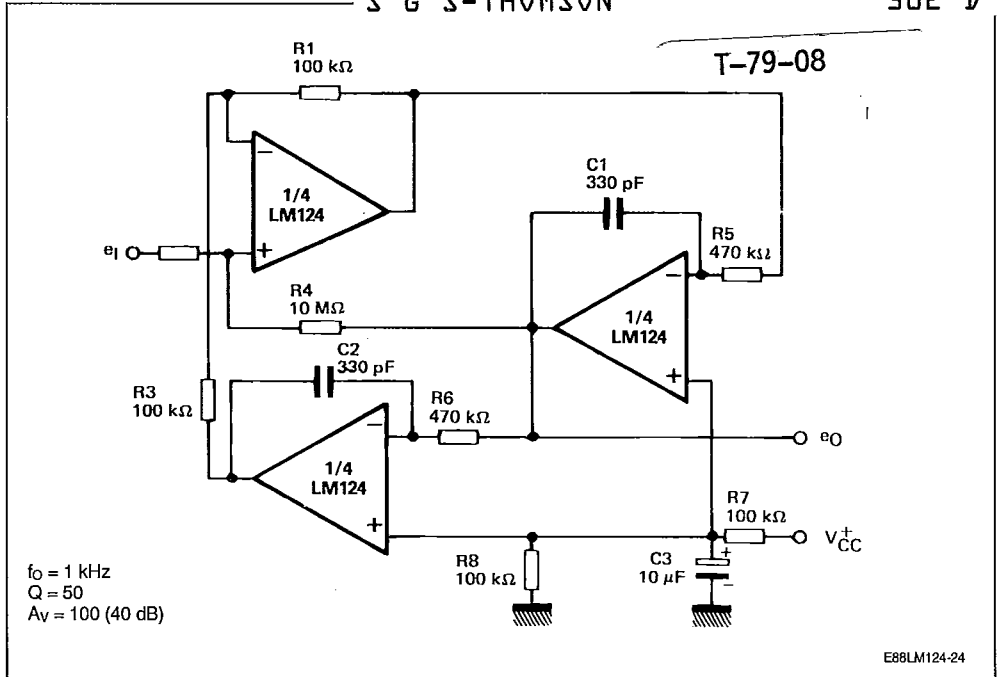 S G S-THOMSON
30E D
T-79-08
R1
100 kΩ
1/4
LM124
−
+
eI
C1
330 pF
R5
470 kΩ
−
1/4
LM124
+
R4
10 MΩ
C2
330 pF
R3
100 kΩ
R6
470 kΩ
eO
−
1/4
LM124
+
R7
100 kΩ
V+CC
R8
100 kΩ
C3
10 µF
+
−
fO = 1 kHz
Q = 50
AV = 100 (40 dB)
E88LM124-24